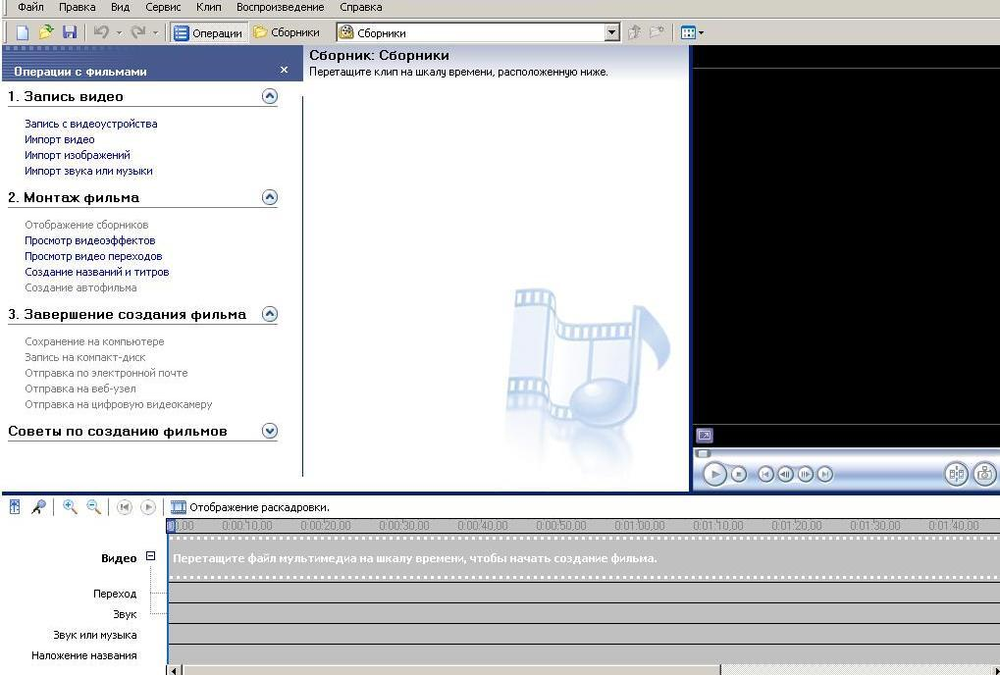 Файл Правка Вид Сервис Клип Воспроизведение Справка
Операции Сборники Сборники
Операции с фильмами
Сборник: Сборники
Перетащите клип на шкалу времени, расположенную ниже.
1. Запись видео
Запись с видеоустройства
Импорт видео
Импорт изображений
Импорт звука или музыки
2. Монтаж фильма
Отображение сборников
Просмотр видеоэффектов
Просмотр видео переходов
Создание названий и титров
Создание автофильма
3. Завершение создания фильма
Сохранение на компьютере
Запись на компакт-диск
Отправка по электронной почте
Отправка на веб-узел
Отправка на цифровую видеокамеру
Советы по созданию фильмов
Отображение раскадровки.
0:00:10,00 0:00:20,00 0:00:30,00 0:00:40,00 0:00:50,00 0:01:00,00 0:01:10,00 0:01:20,00 0:01:30,00 0:01:40,00
Видео
Перетащите файл мультимедиа на шкалу времени, чтобы начать создание фильма.
Переход
Звук
Звук или музыка
Наложение названия